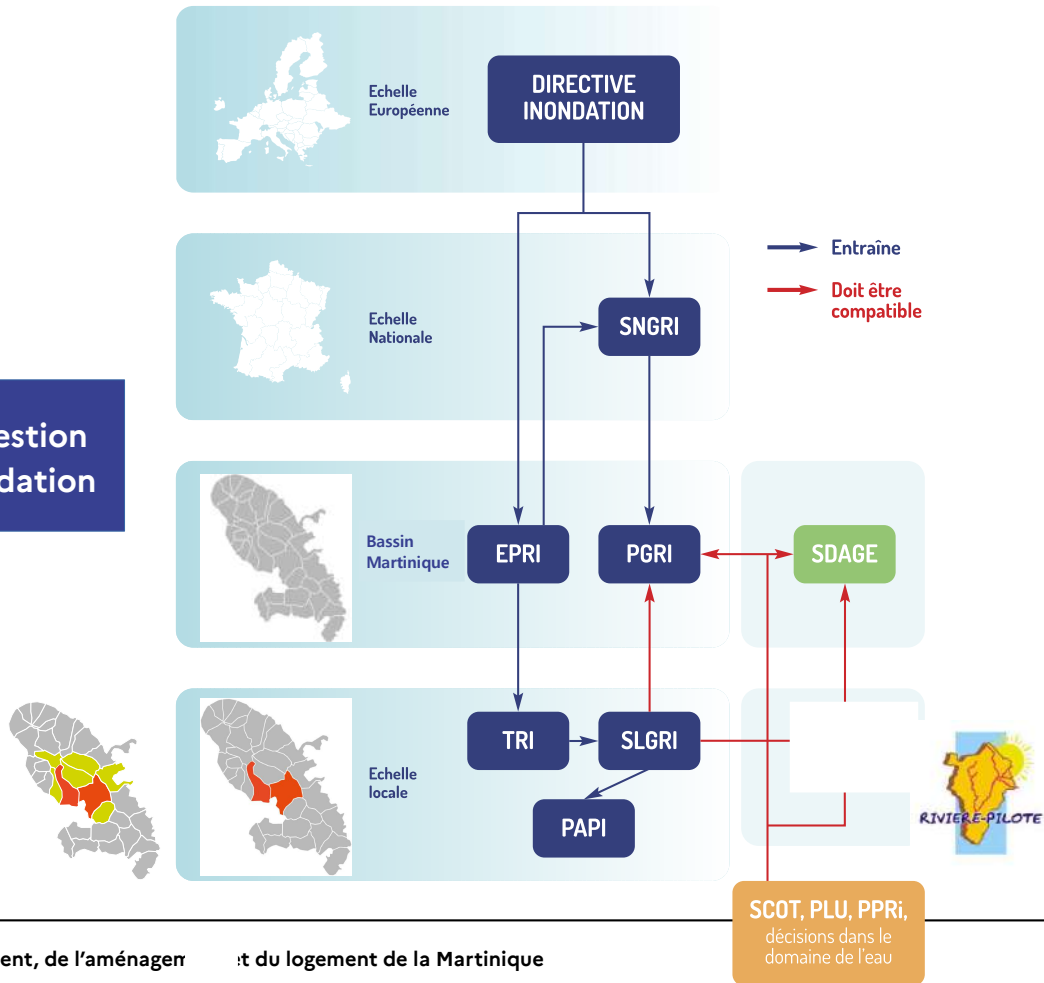 Echelle
Européenne
DIRECTIVE
INONDATION
Entraîne
Doit être
compatible
Echelle
Nationale
SNGRI
estion
dation
Bassin
Martinique
EPRI
PGRI
SDAGE
TRI
SLGRI
Echelle
locale
PAPI
RIVIERE-PILOTE
SCOT, PLU, PPRi,
décisions dans le
domaine de l'eau
ent, de l'aménagem t du logement de la Martinique